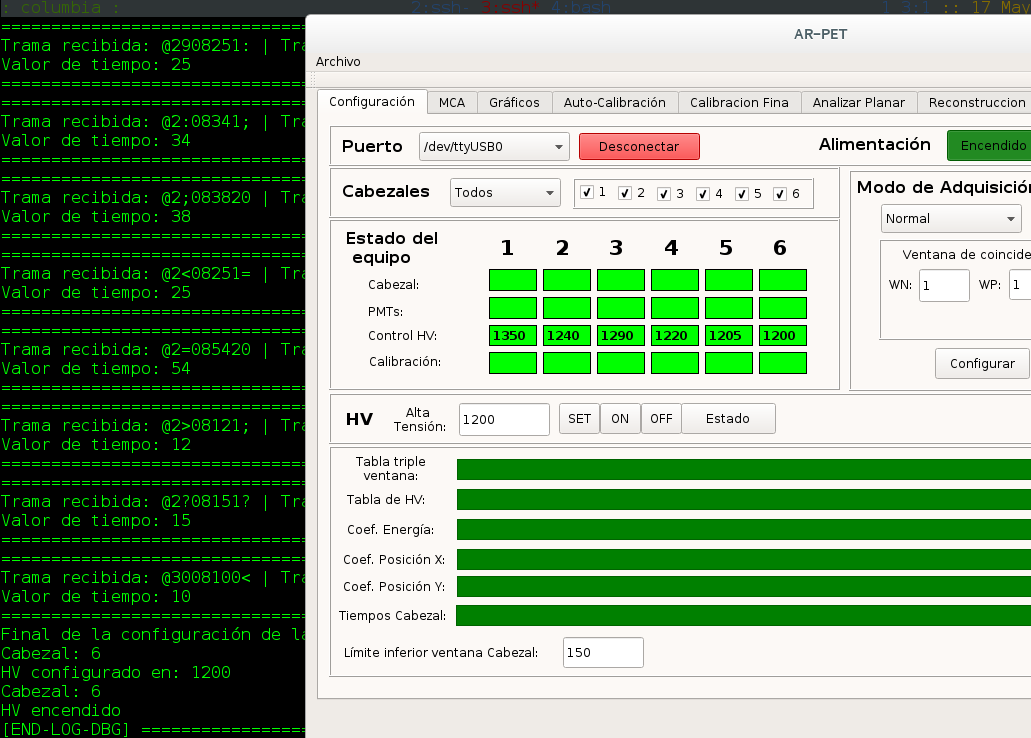 : columbia :
2:ssh- 3:ssh* 4:bash
1 3:1 :: 17 May
Trama recibida: @2908251: | Tra
Valor de tiempo: 25
Trama recibida: @2:08341; | Tra
Valor de tiempo: 34
Trama recibida: @2;083820 | Tra
Valor de tiempo: 38
Trama recibida: @2<08251= | Tra
Valor de tiempo: 25
Trama recibida: @2=085420 | Tra
Valor de tiempo: 54
Trama recibida: @2>08121; | Tra
Valor de tiempo: 12
Trama recibida: @2?08151? | Tra
Valor de tiempo: 15
Trama recibida: @3008100< | Tra
Valor de tiempo: 10
Final de la configuración de la
Cabezal: 6
HV configurado en: 1200
Cabezal: 6
HV encendido
[END-LOG-DBG] ================
AR-PET
Archivo
Configuración MCA Gráficos Auto-Calibración Calibracion Fina Analizar Planar Reconstruccion
Puerto /dev/ttyUSB0 Desconectar Alimentación Encendido
Cabezales Todos 1 2 3 4 5 6
Estado del
equipo
1 2 3 4 5 6
Cabezal:
PMTs:
Control HV: 1350 1240 1290 1220 1205 1200
Calibración:
Modo de Adquisición
Normal
Ventana de coincide
WN: 1 WP: 1
Configurar
HV
Alta
Tensión:
1200 SET ON OFF Estado
Tabla triple
ventana:
Tabla de HV:
Coef. Energía:
Coef. Posición X:
Coef. Posición Y:
Tiempos Cabezal:
Límite inferior ventana Cabezal: 150